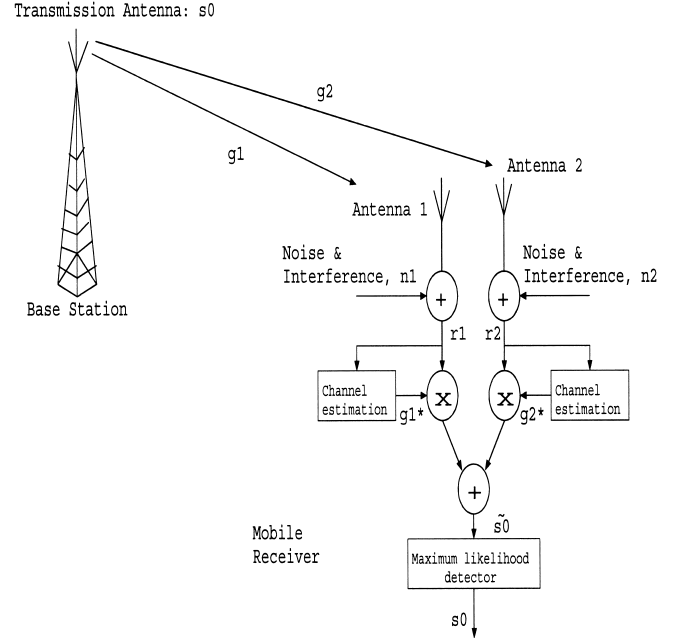 Transmission Antenna: s0
g2
g1
Antenna 2
Antenna 1
Noise &
Interference, n1
Noise &
Interference, n2
+
+
Base Station
r1
r2
Channel
estimation
g1*
X
X
g2*
Channel
estimation
+
s̃0
Mobile
Receiver
Maximum likelihood
detector
s0